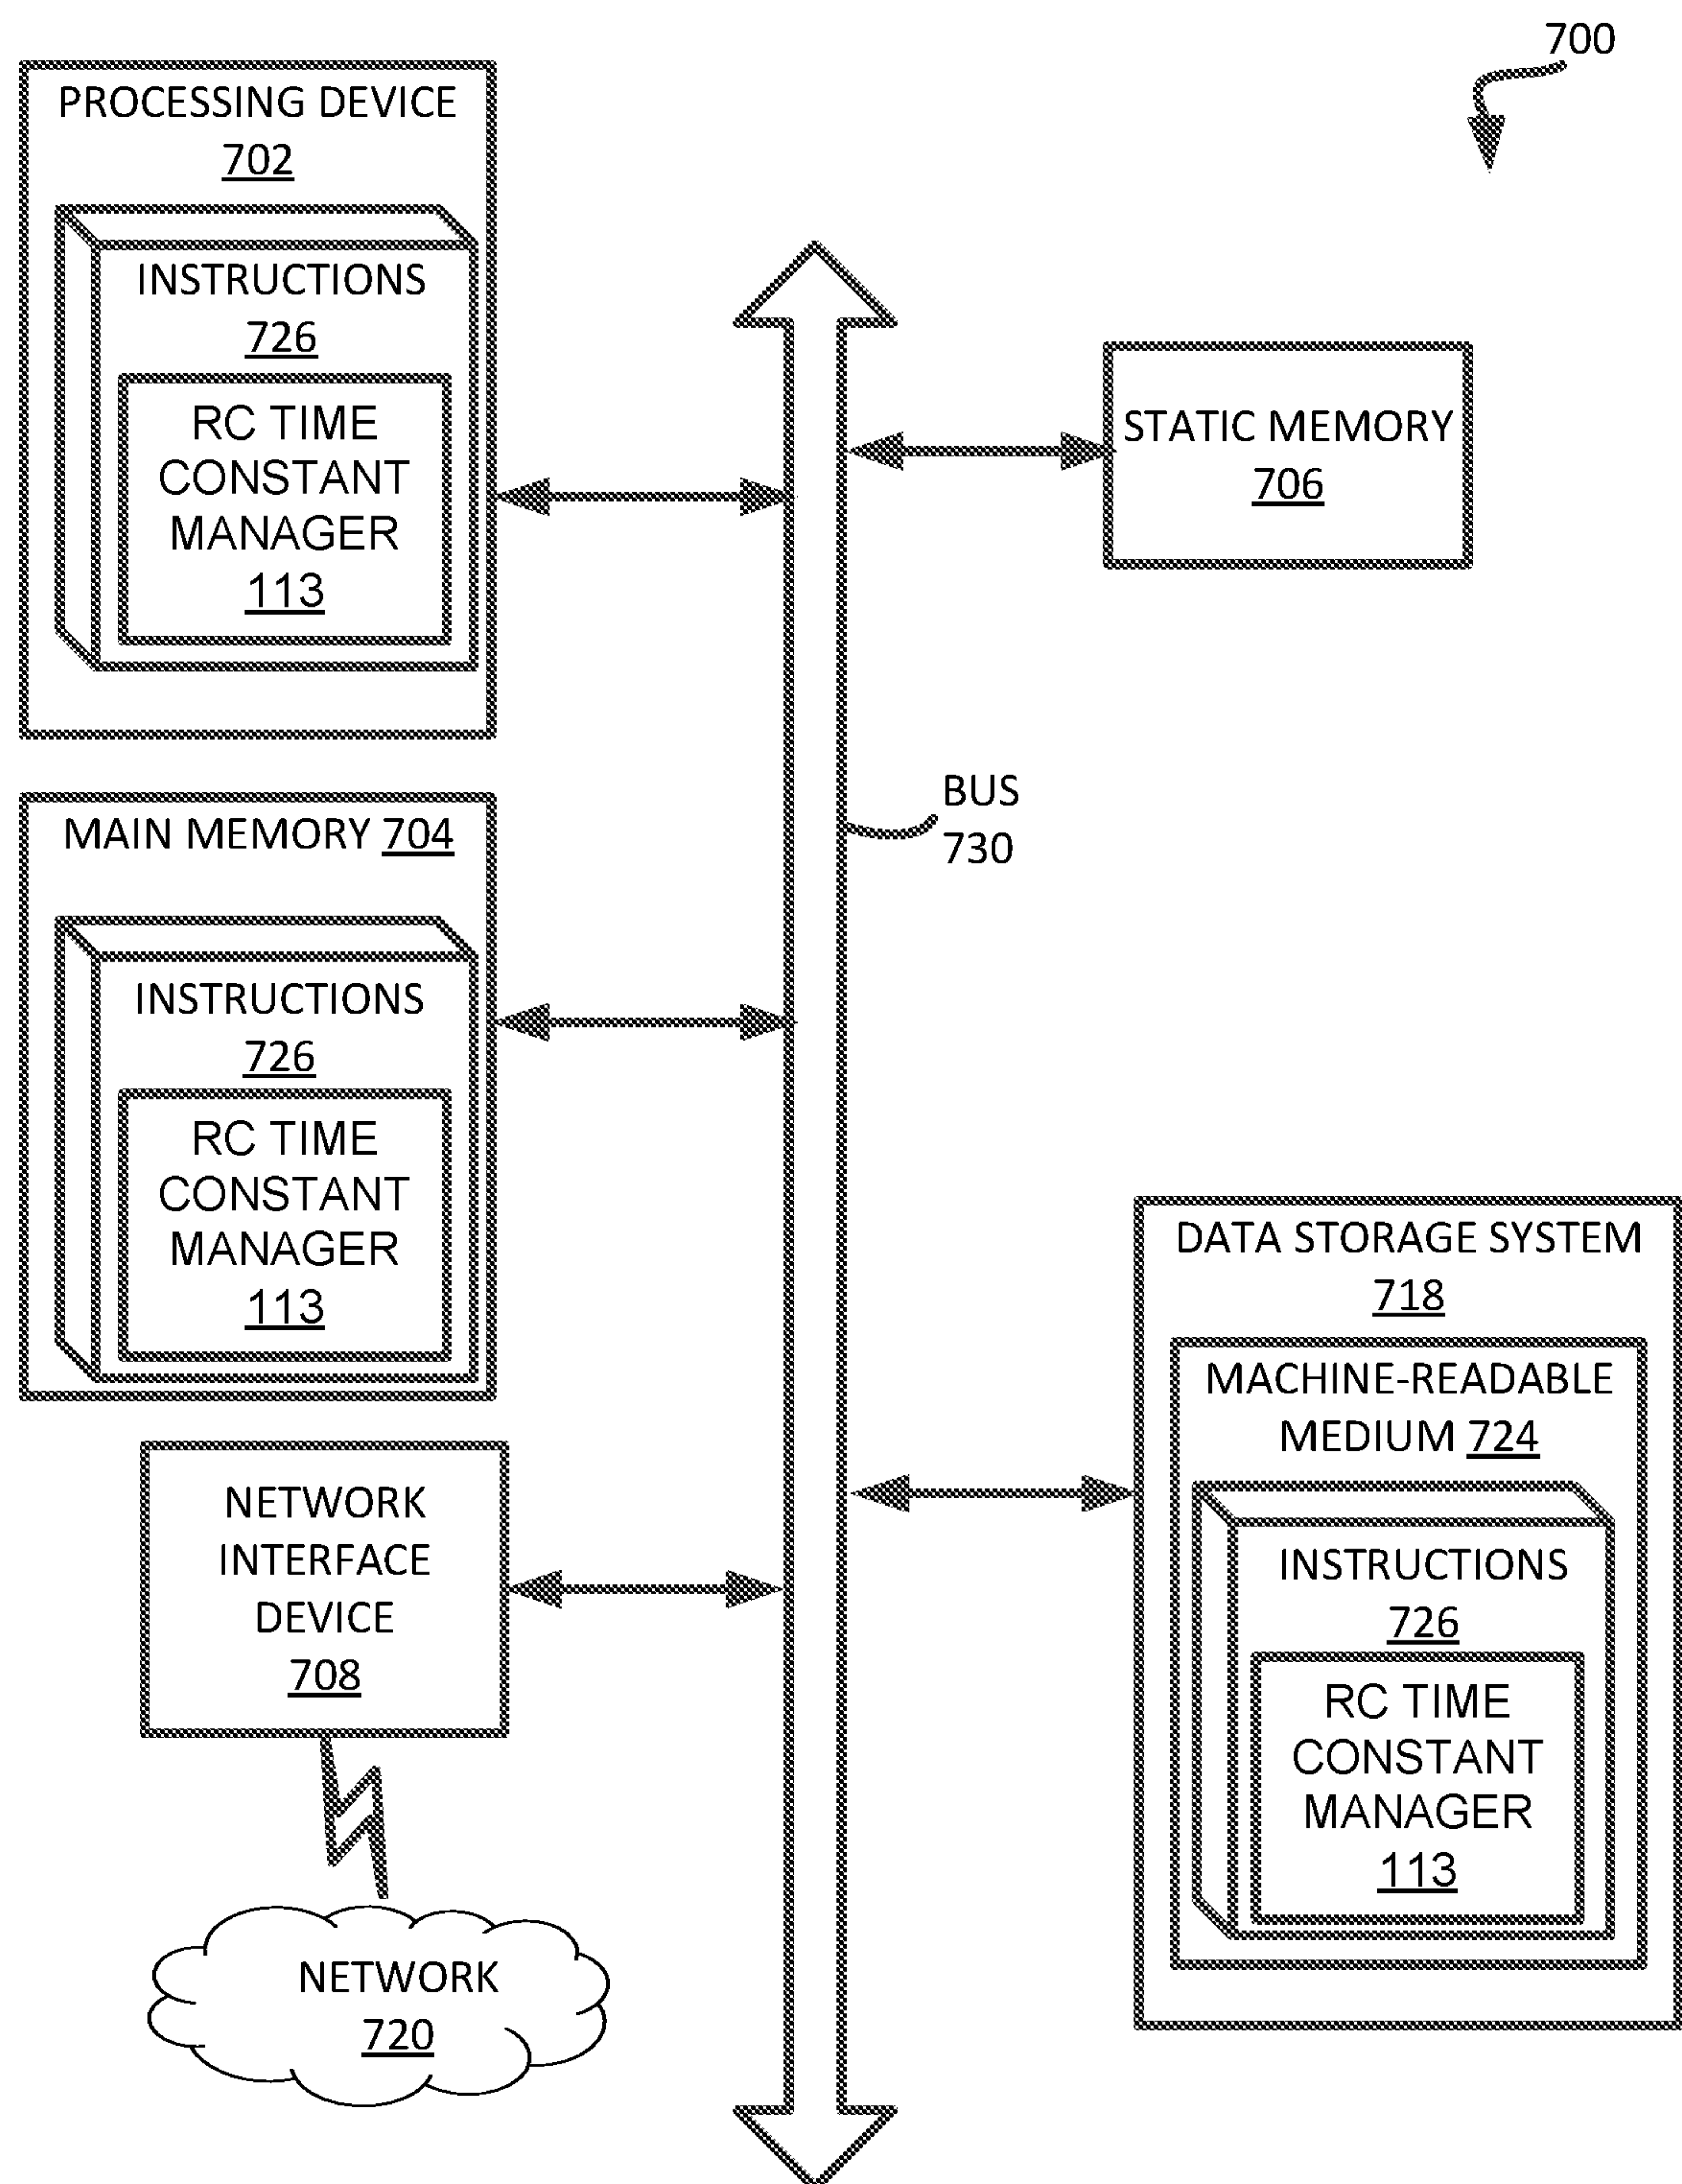 700
PROCESSING DEVICE
702
INSTRUCTIONS
726
RC TIME
CONSTANT
MANAGER
113
STATIC MEMORY
706
BUS
730
MAIN MEMORY 704
INSTRUCTIONS
726
RC TIME
CONSTANT
MANAGER
113
DATA STORAGE SYSTEM
718
MACHINE-READABLE
MEDIUM 724
INSTRUCTIONS
726
RC TIME
CONSTANT
MANAGER
113
NETWORK
INTERFACE
DEVICE
708
NETWORK
720